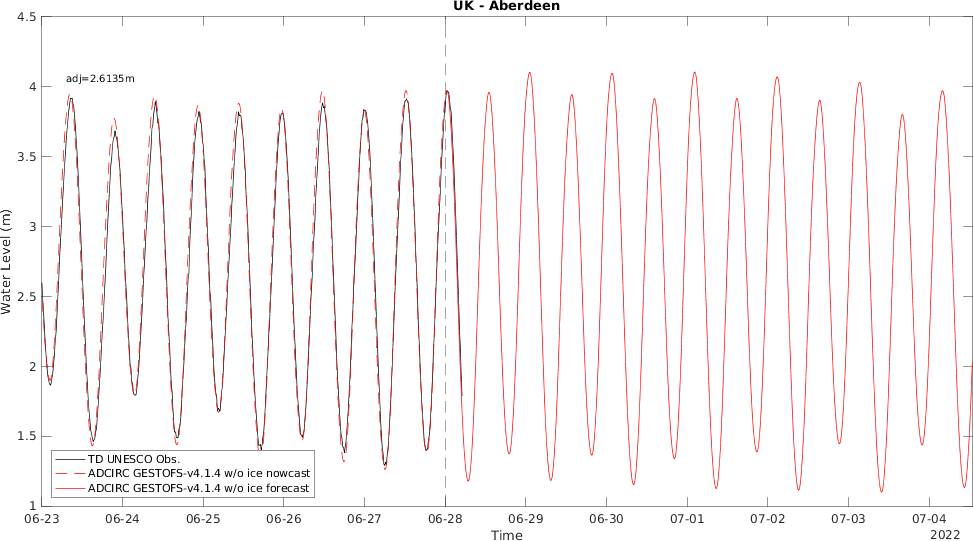 UK - Aberdeen
4.5
4
3.5
3
2.5
2
1.5
1
Water Level (m)
adj=2.6135m
TD UNESCO Obs.
ADCIRC GESTOFS-v4.1.4 w/o ice nowcast
ADCIRC GESTOFS-v4.1.4 w/o ice forecast
06-23 06-24 06-25 06-26 06-27 06-28 06-29 06-30 07-01 07-02 07-03 07-04
2022
Time